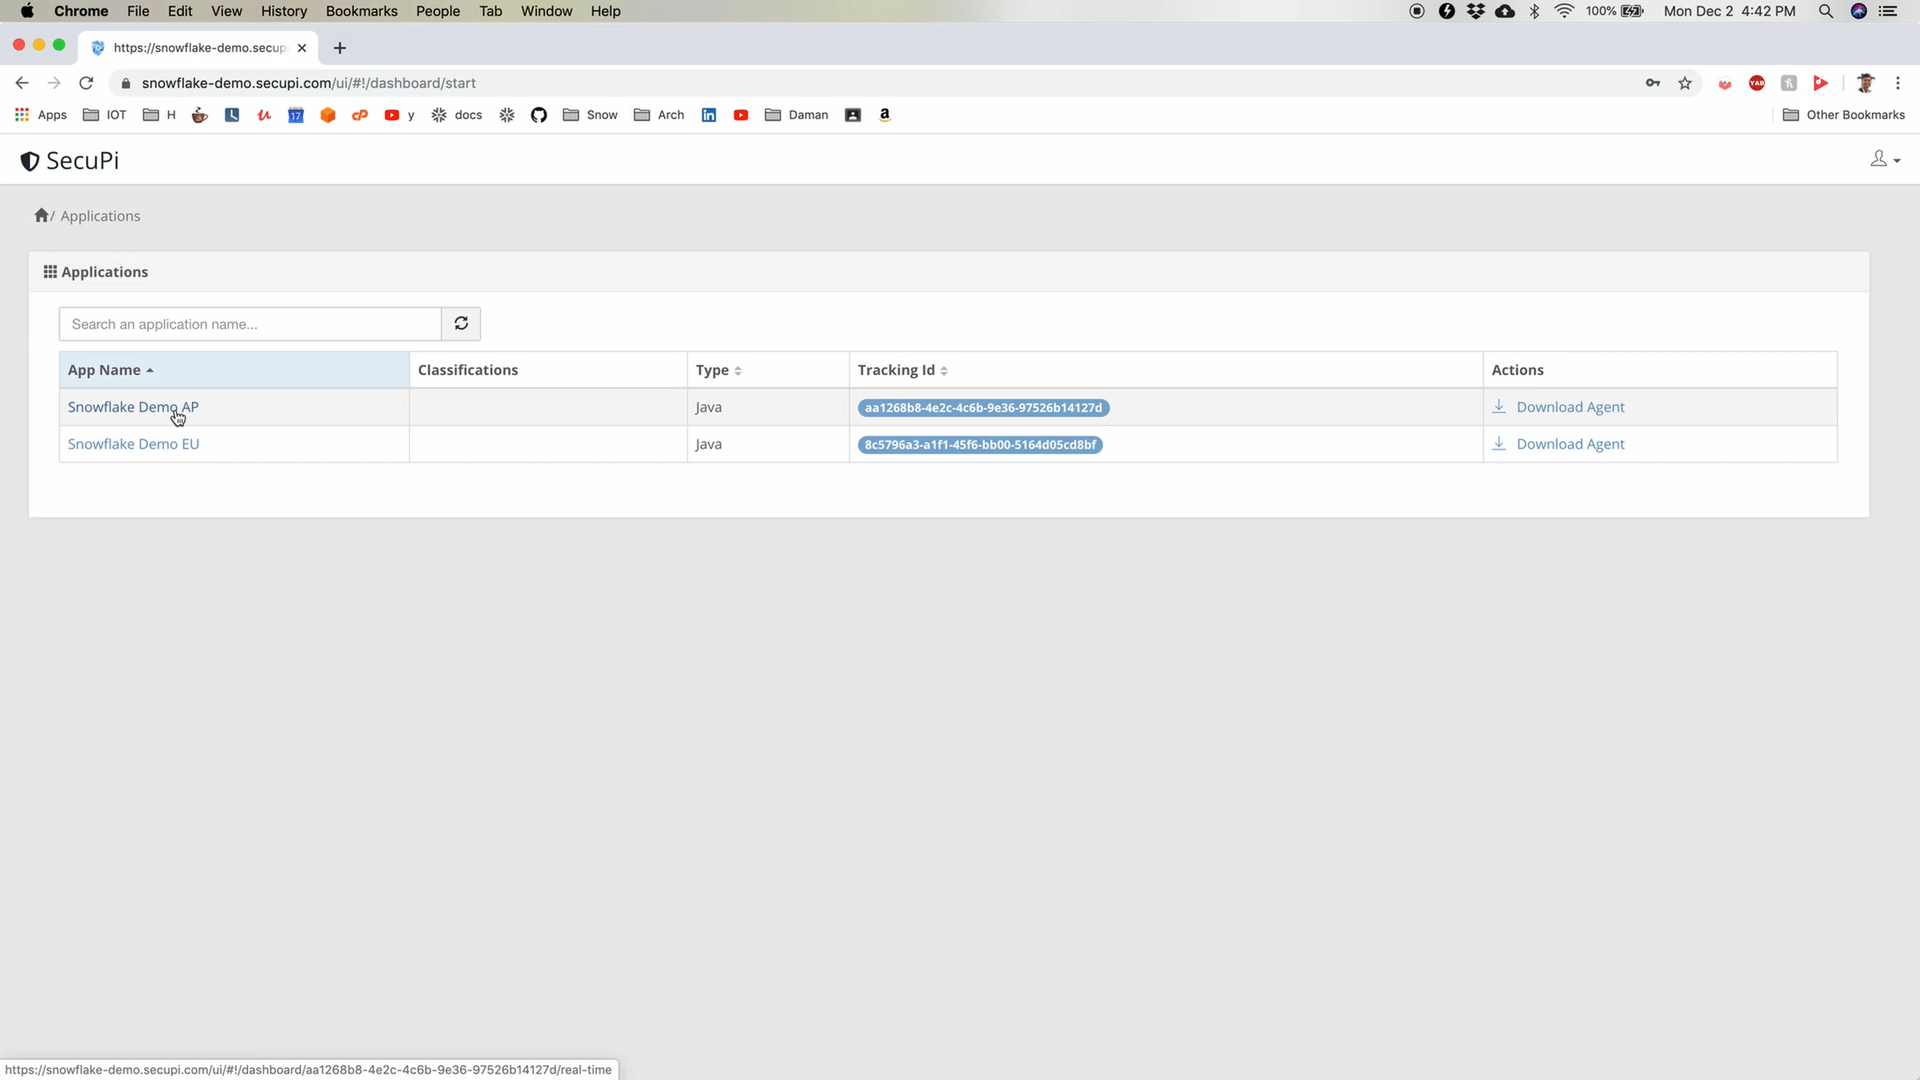 Chrome File Edit View History Bookmarks People Tab Window Help 100% Mon Dec 2 4:42 PM
https://snowflake-demo.secup
snowflake-demo.secupi.com/ui/#!/dashboard/start
Apps IOT H y docs Snow Arch Daman Other Bookmarks
SecuPi
/ Applications
Applications
Search an application name...
App Name Classifications Type Tracking Id Actions
Snowflake Demo AP Java aa1268b8-4e2c-4c6b-9e36-97526b14127d Download Agent
Snowflake Demo EU Java 8c5796a3-a1f1-45f6-bb00-5164d05cd8bf Download Agent
https://snowflake-demo.secupi.com/ui/#!/dashboard/aa1268b8-4e2c-4c6b-9e36-97526b14127d/real-time